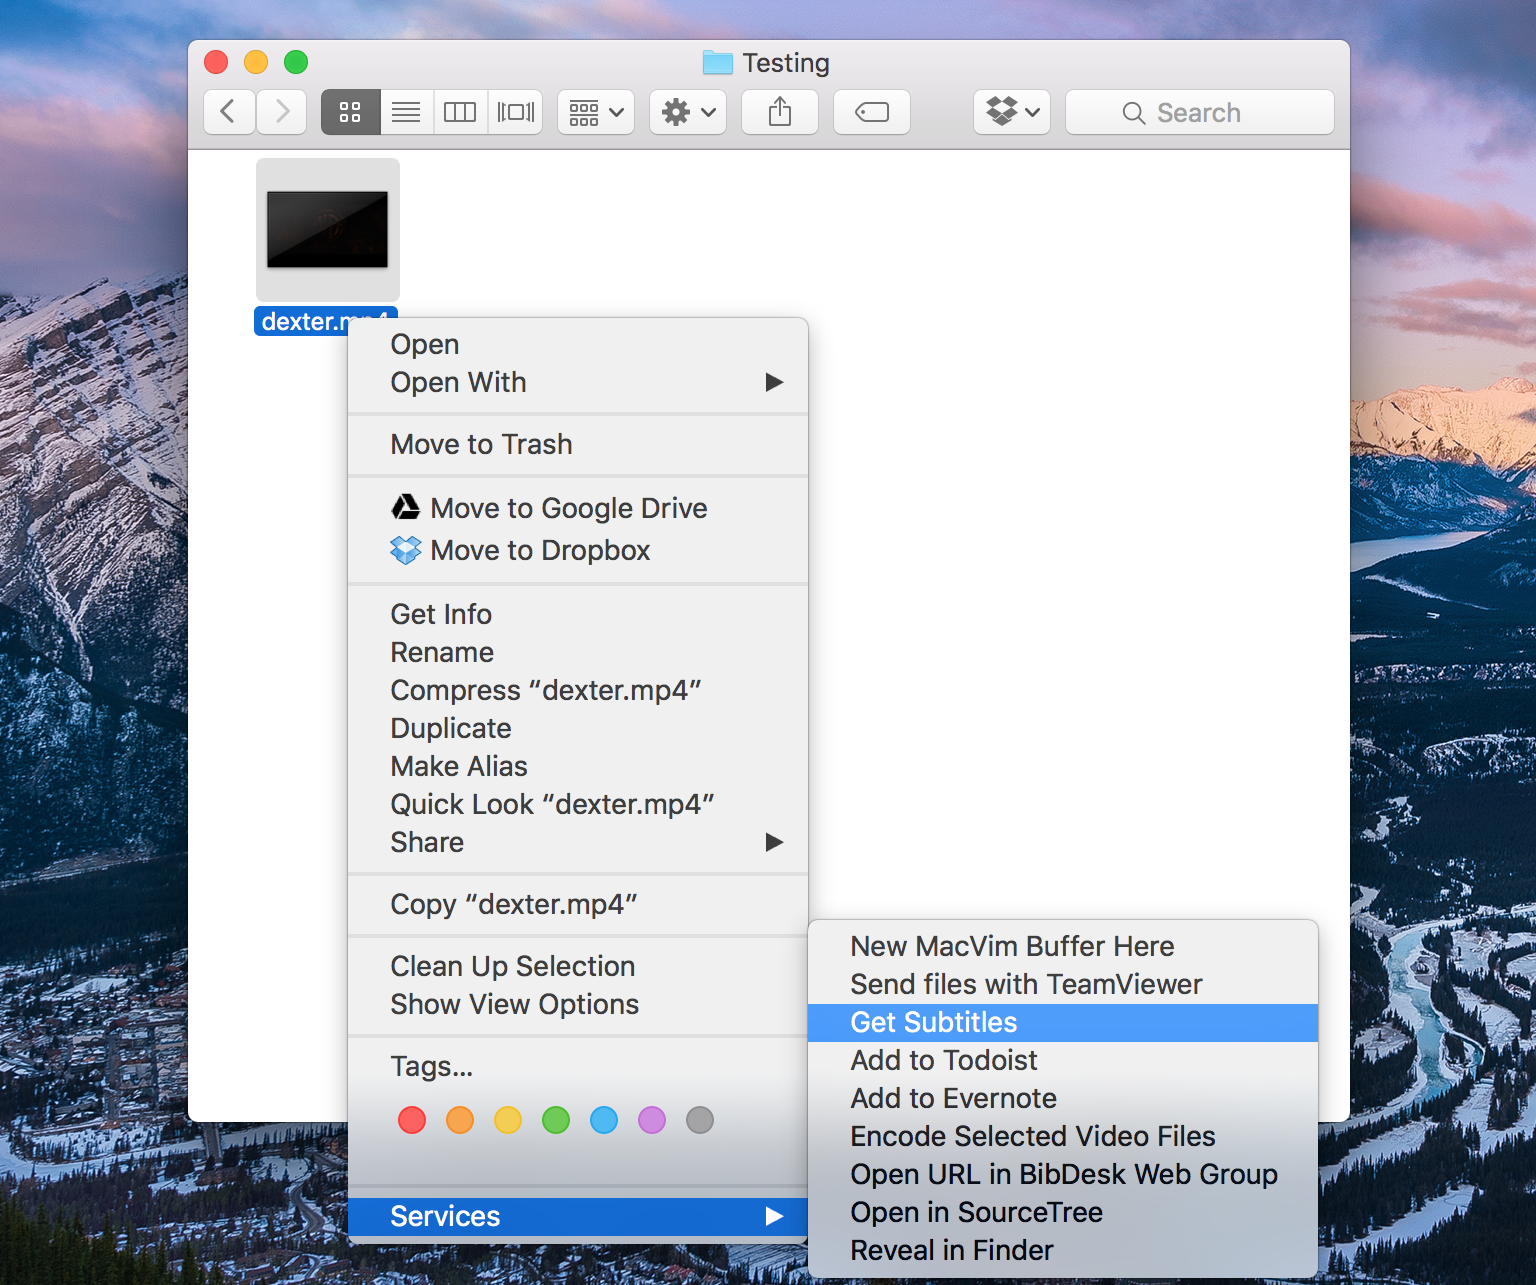 Testing
Search
dexter.mp4
Open
Open With
Move to Trash
Move to Google Drive
Move to Dropbox
Get Info
Rename
Compress “dexter.mp4”
Duplicate
Make Alias
Quick Look “dexter.mp4”
Share
Copy “dexter.mp4”
Clean Up Selection
Show View Options
Tags...
Services
New MacVim Buffer Here
Send files with TeamViewer
Get Subtitles
Add to Todoist
Add to Evernote
Encode Selected Video Files
Open URL in BibDesk Web Group
Open in SourceTree
Reveal in Finder